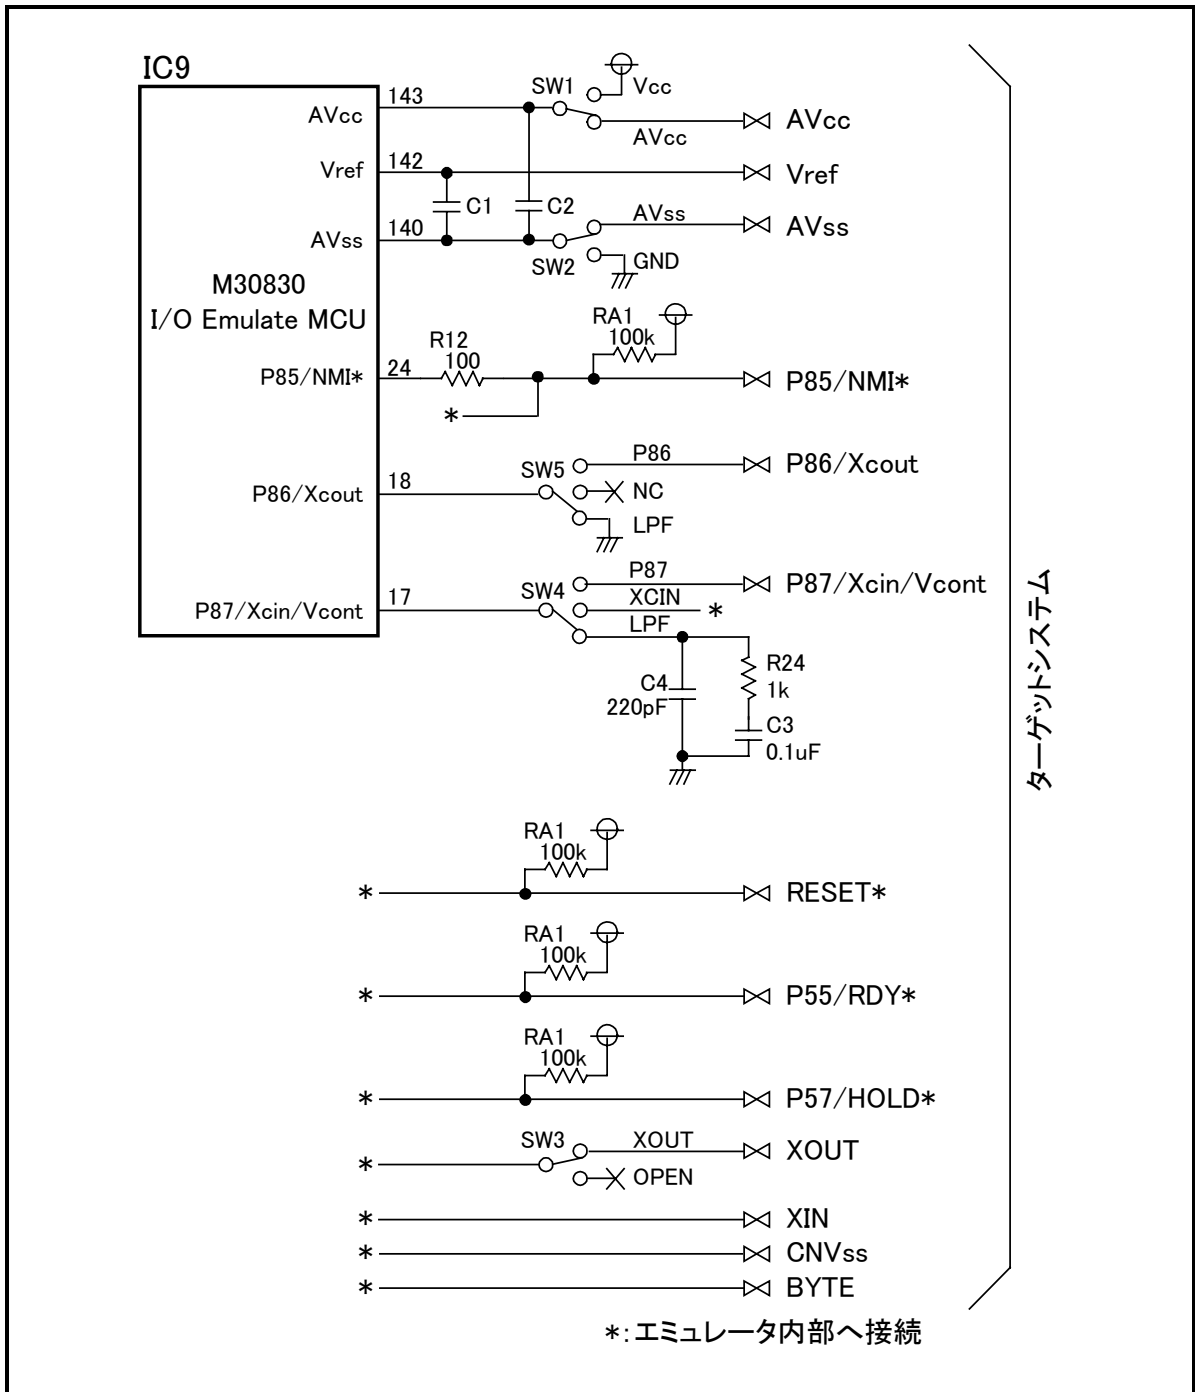 IC9
143
AVcc
SW1
Vcc
AVcc
AVcc
142
Vref
Vref
C1
C2
140
AVss
AVss
AVss
SW2
GND
M30830
I/O Emulate MCU
R12
100
RA1
100k
24
P85/NMI*
P85/NMI*
*
P86
P86/Xcout
SW5
NC
18
P86/Xcout
LPF
P87
P87/Xcin/Vcont
SW4
XCIN
*
17
P87/Xcin/Vcont
LPF
R24
1k
C4
220pF
C3
0.1uF
ターゲットシステム
RA1
100k
*
RESET*
RA1
100k
*
P55/RDY*
RA1
100k
*
P57/HOLD*
SW3
XOUT
XOUT
*
OPEN
*
XIN
*
CNVss
*
BYTE
*:エミュレータ内部へ接続